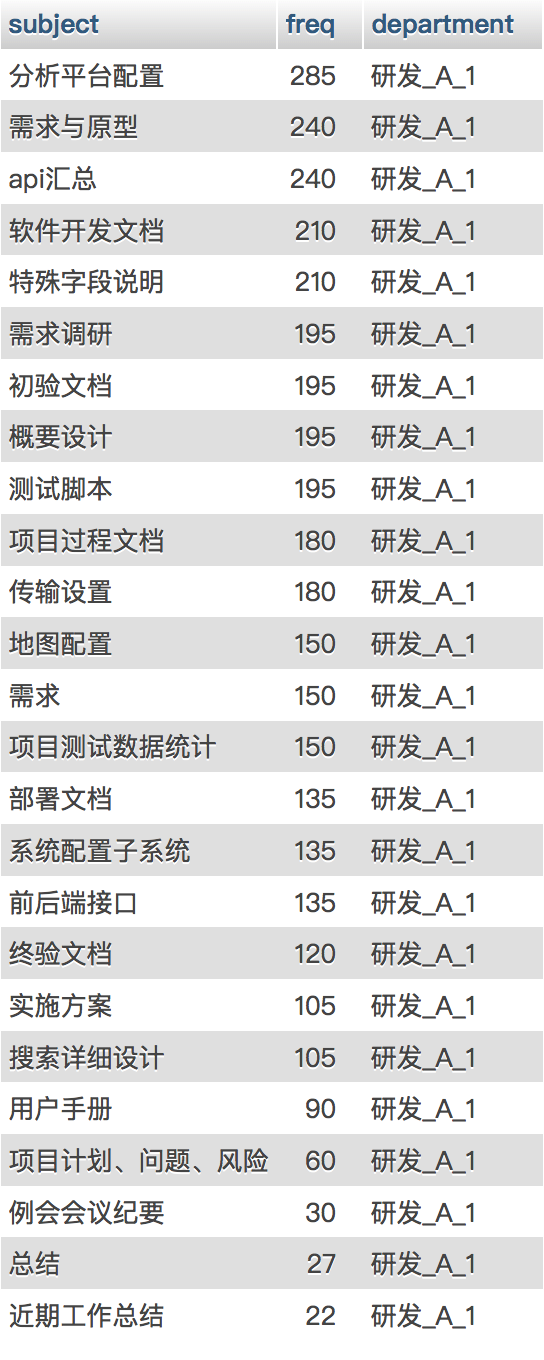 subject freq department
分析平台配置 285 研发_A_1
需求与原型 240 研发_A_1
api汇总 240 研发_A_1
软件开发文档 210 研发_A_1
特殊字段说明 210 研发_A_1
需求调研 195 研发_A_1
初验文档 195 研发_A_1
概要设计 195 研发_A_1
测试脚本 195 研发_A_1
项目过程文档 180 研发_A_1
传输设置 180 研发_A_1
地图配置 150 研发_A_1
需求 150 研发_A_1
项目测试数据统计 150 研发_A_1
部署文档 135 研发_A_1
系统配置子系统 135 研发_A_1
前后端接口 135 研发_A_1
终验文档 120 研发_A_1
实施方案 105 研发_A_1
搜索详细设计 105 研发_A_1
用户手册 90 研发_A_1
项目计划、问题、风险 60 研发_A_1
例会会议纪要 30 研发_A_1
总结 27 研发_A_1
近期工作总结 22 研发_A_1